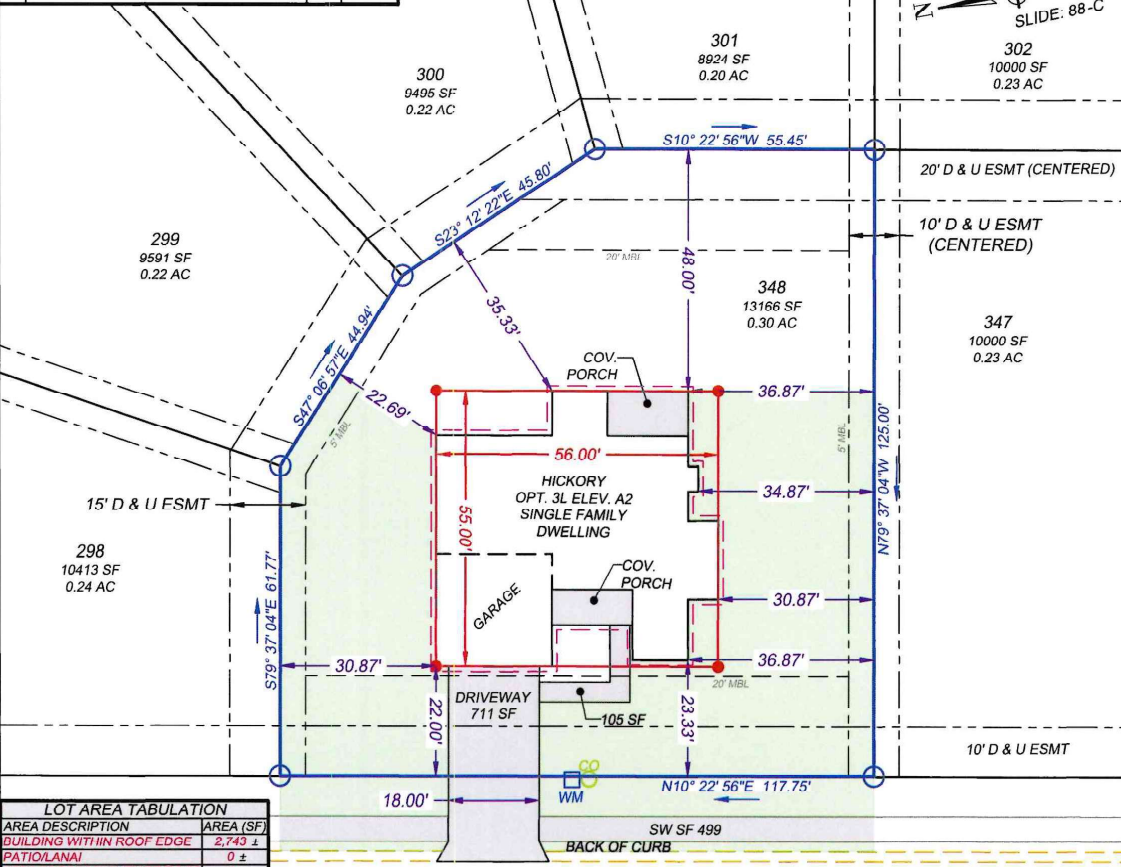 N
SLIDE: 88-C
300
9495 SF
0.22 AC
301
8924 SF
0.20 AC
302
10000 SF
0.23 AC
S10° 22' 56"W 55.45'
20' D & U ESMT (CENTERED)
S23° 12' 22"E 45.80'
10' D & U ESMT
(CENTERED)
299
9591 SF
0.22 AC
20' MBL
48.00'
348
13166 SF
0.30 AC
347
10000 SF
0.23 AC
35.33'
S47° 06' 57"E 44.94'
COV.
PORCH
22.69'
36.87'
5' MBL
5' MBL
56.00'
N79° 37' 04"W 125.00'
HICKORY
OPT. 3L ELEV. A2
SINGLE FAMILY
DWELLING
34.87'
15' D & U ESMT
55.00'
298
10413 SF
0.24 AC
S79° 37' 04"E 61.77'
COV.
PORCH
GARAGE
30.87'
30.87'
36.87'
20' MBL
DRIVEWAY
711 SF
22.00'
23.33'
105 SF
10' D & U ESMT
CO
WM
N10° 22' 56"E 117.75'
18.00'
SW SF 499
BACK OF CURB
LOT AREA TABULATION
AREA DESCRIPTION AREA (SF)
BUILDING WITHIN ROOF EDGE 2,743 ±
PATIO/LANAI 0 ±